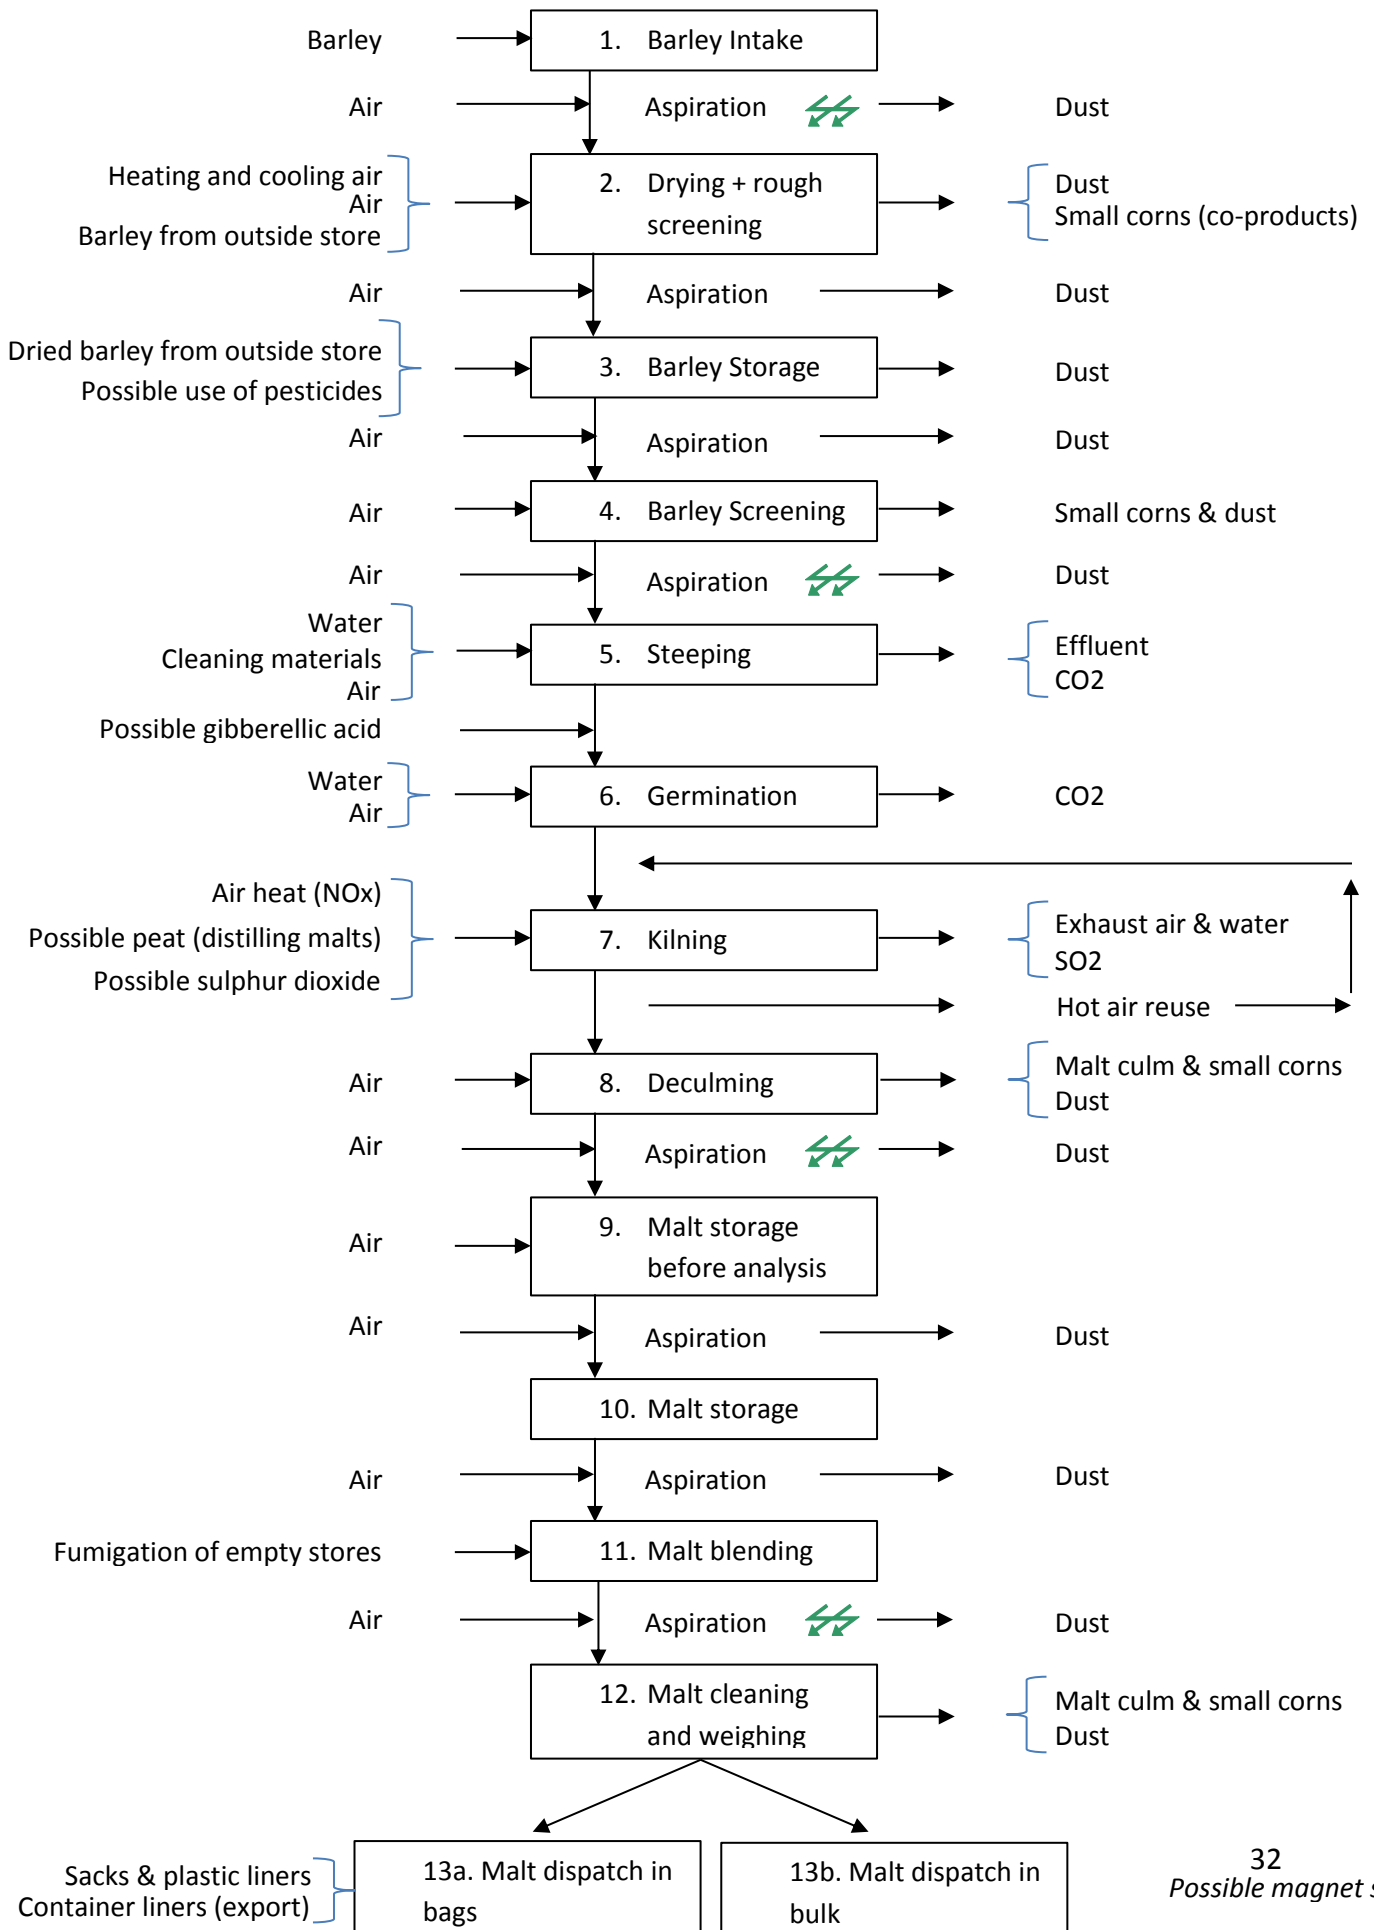 Barley
1. Barley Intake
Air
Aspiration
Dust
Heating and cooling air
Air
Barley from outside store
2. Drying + rough
screening
Dust
Small corns (co-products)
Air
Aspiration
Dust
Dried barley from outside store
Possible use of pesticides
3. Barley Storage
Dust
Air
Aspiration
Dust
Air
4. Barley Screening
Small corns & dust
Air
Aspiration
Dust
Water
Cleaning materials
Air
5. Steeping
Effluent
CO2
Possible gibberellic acid
Water
Air
6. Germination
CO2
Air heat (NOx)
Possible peat (distilling malts)
Possible sulphur dioxide
7. Kilning
Exhaust air & water
SO2
Hot air reuse
Air
8. Deculming
Malt culm & small corns
Dust
Air
Aspiration
Dust
Air
9. Malt storage
before analysis
Air
Aspiration
Dust
10. Malt storage
Air
Aspiration
Dust
Fumigation of empty stores
11. Malt blending
Air
Aspiration
Dust
12. Malt cleaning
and weighing
Malt culm & small corns
Dust
Sacks & plastic liners
Container liners (export)
13a. Malt dispatch in
bags
13b. Malt dispatch in
bulk
32
Possible magnet s